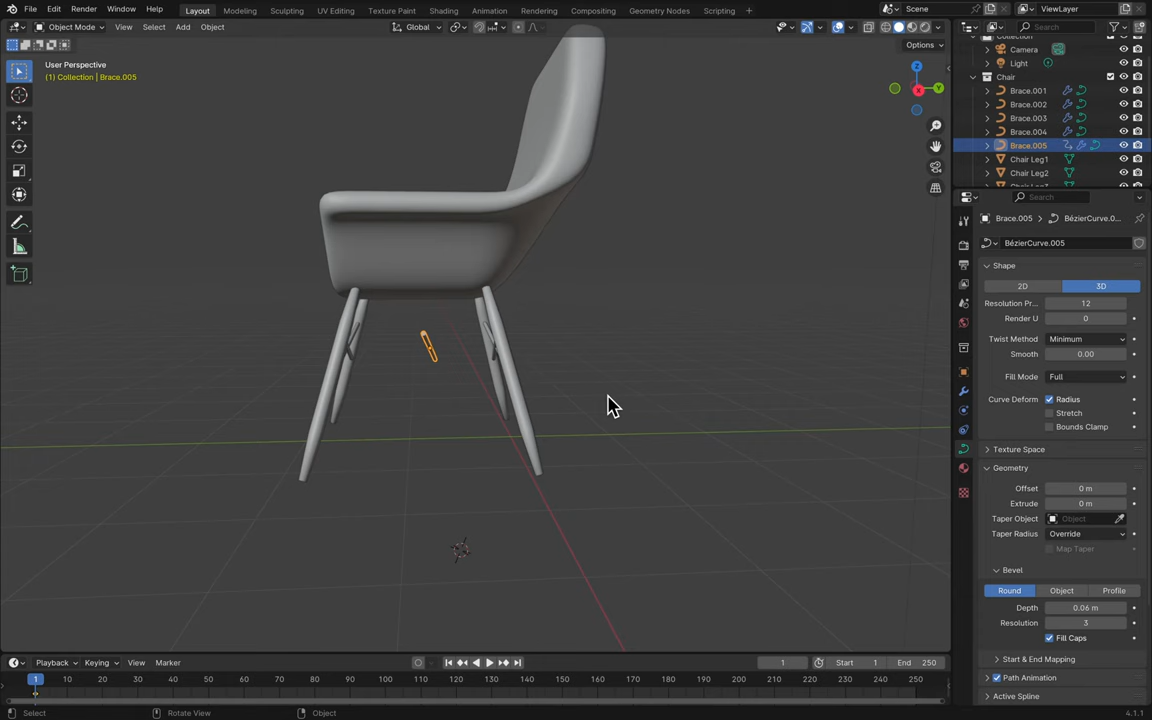 File Edit Render Window Help Layout Modeling Sculpting UV Editing Texture Paint Shading Animation Rendering Compositing Geometry Nodes Scripting + Scene ViewLayer
Object Mode View Select Add Object Global Search
Options
User Perspective
(1) Collection | Brace.005
Z
Y
X
Camera
Light
Chair
Brace.001
Brace.002
Brace.003
Brace.004
Brace.005
Chair Leg1
Chair Leg2
Search
Brace.005 > BézierCurve.0...
BézierCurve.005
Shape
2D 3D
Resolution Pr... 12
Render U 0
Twist Method Minimum
Smooth 0.00
Fill Mode Full
Curve Deform Radius
Stretch
Bounds Clamp
Texture Space
Geometry
Offset 0 m
Extrude 0 m
Taper Object Object
Taper Radius Override
Map Taper
Bevel
Round Object Profile
Depth 0.06 m
Resolution 3
Fill Caps
Start & End Mapping
Path Animation
Active Spline
Playback Keying View Marker 1 Start 1 End 250
1 10 20 30 40 50 60 70 80 90 100 110 120 130 140 150 160 170 180 190 200 210 220 230 240 250
Select Rotate View Object 4.1.1